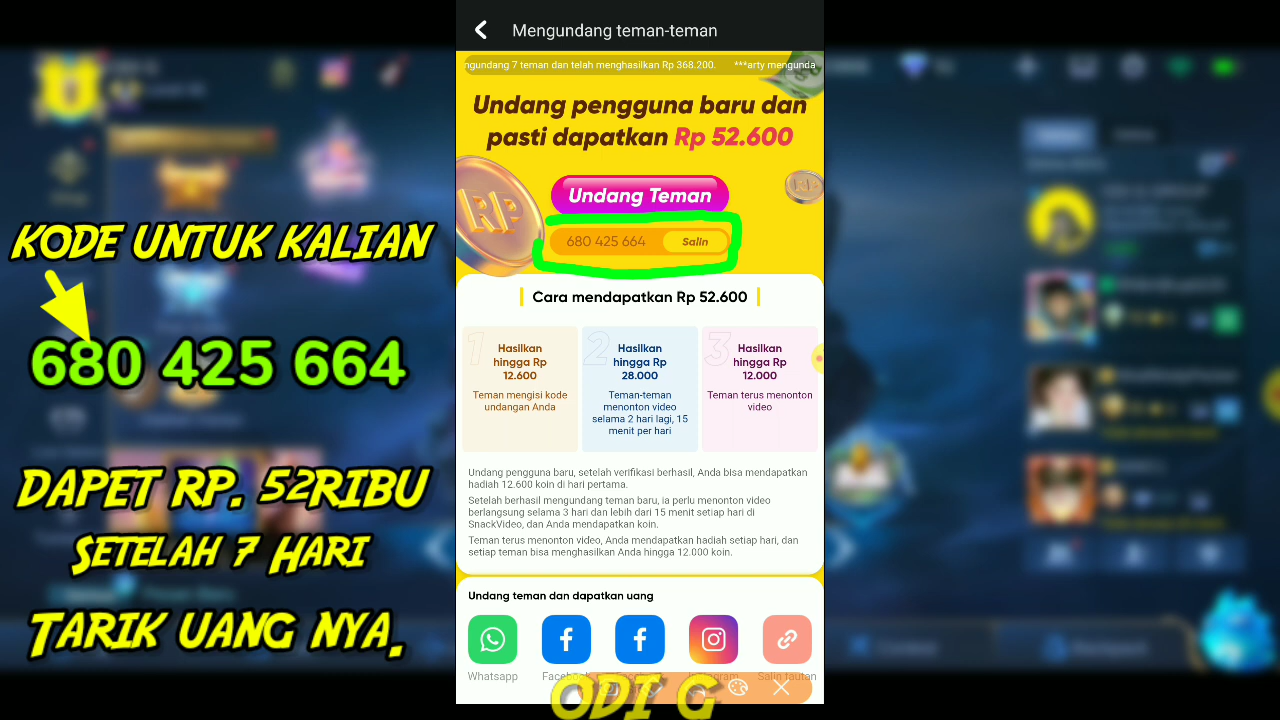 Mengundang teman-teman
ngundang 7 teman dan telah menghasilkan Rp 368.200. ***arty mengunda
Undang pengguna baru dan
pasti dapatkan Rp 52.600
Undang Teman
680 425 664 Salin
KODE UNTUK KALIAN
680 425 664
DAPET RP. 52RIBU
SETELAH 7 HARI
TARIK UANG NYA.
Cara mendapatkan Rp 52.600
1
Hasilkan
hingga Rp
12.600
Teman mengisi kode
undangan Anda
2
Hasilkan
hingga Rp
28.000
Teman-teman
menonton video
selama 2 hari lagi, 15
menit per hari
3
Hasilkan
hingga Rp
12.000
Teman terus menonton
video
Undang pengguna baru, setelah verifikasi berhasil, Anda bisa mendapatkan
hadiah 12.600 koin di hari pertama.
Setelah berhasil mengundang teman baru, ia perlu menonton video
berlangsung selama 3 hari dan lebih dari 15 menit setiap hari di
SnackVideo, dan Anda mendapatkan koin.
Teman terus menonton video, Anda mendapatkan hadiah setiap hari, dan
setiap teman bisa menghasilkan Anda hingga 12.000 koin.
Undang teman dan dapatkan uang
Whatsapp Facebook Instagram Salin tautan
ODI G